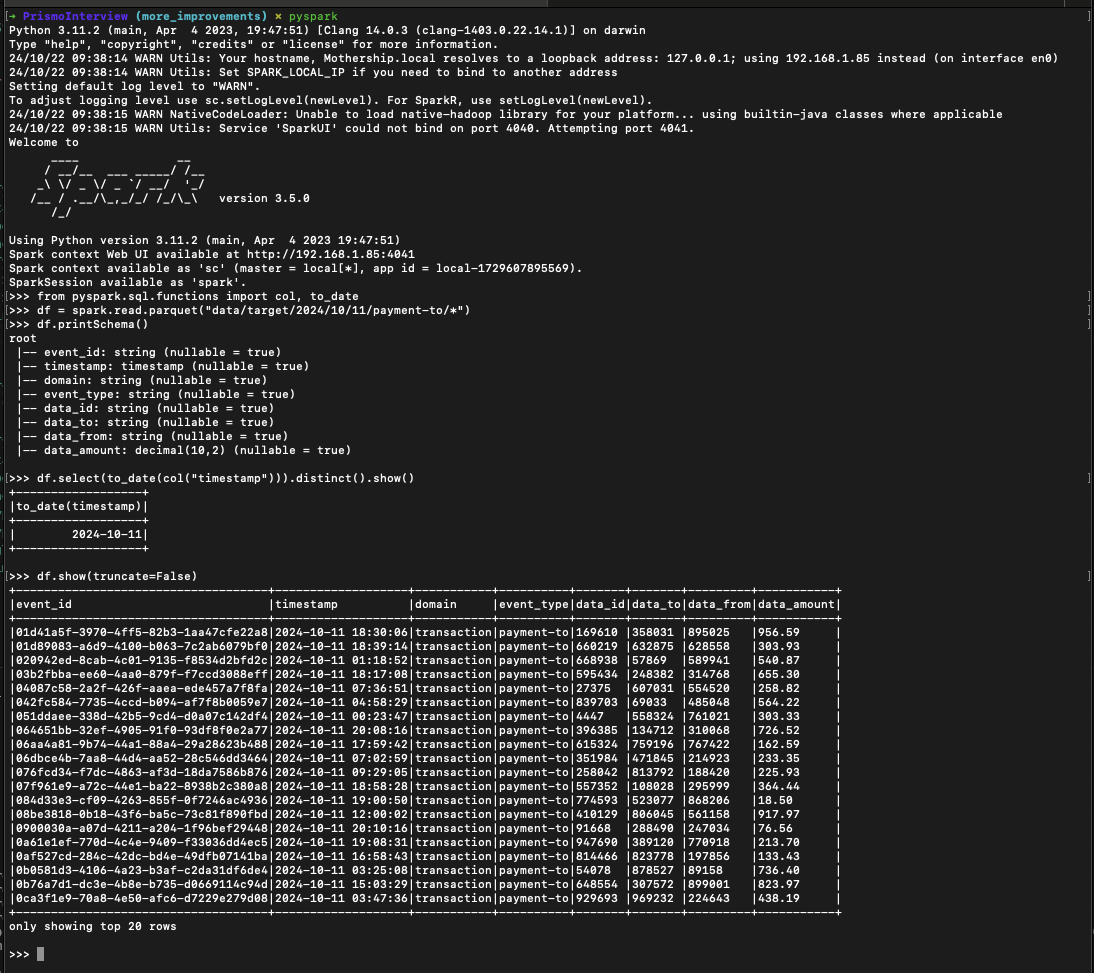 [→ PrismoInterview (more_improvements) × pyspark ]
Python 3.11.2 (main, Apr  4 2023, 19:47:51) [Clang 14.0.3 (clang-1403.0.22.14.1)] on darwin
Type "help", "copyright", "credits" or "license" for more information.
24/10/22 09:38:14 WARN Utils: Your hostname, Mothership.local resolves to a loopback address: 127.0.0.1; using 192.168.1.85 instead (on interface en0)
24/10/22 09:38:14 WARN Utils: Set SPARK_LOCAL_IP if you need to bind to another address
Setting default log level to "WARN".
To adjust logging level use sc.setLogLevel(newLevel). For SparkR, use setLogLevel(newLevel).
24/10/22 09:38:15 WARN NativeCodeLoader: Unable to load native-hadoop library for your platform... using builtin-java classes where applicable
24/10/22 09:38:15 WARN Utils: Service 'SparkUI' could not bind on port 4040. Attempting port 4041.
Welcome to
      ____              __
     / __/__  ___ _____/ /__
    _\ \/ _ \/ _ `/ __/  '_/
   /__ / .__/\_,_/_/ /_/\_\   version 3.5.0
      /_/
Using Python version 3.11.2 (main, Apr  4 2023 19:47:51)
Spark context Web UI available at http://192.168.1.85:4041
Spark context available as 'sc' (master = local[*], app id = local-1729607895569).
SparkSession available as 'spark'.
[>>> from pyspark.sql.functions import col, to_date ]
[>>> df = spark.read.parquet("data/target/2024/10/11/payment-to/*") ]
[>>> df.printSchema() ]
root
 |-- event_id: string (nullable = true)
 |-- timestamp: timestamp (nullable = true)
 |-- domain: string (nullable = true)
 |-- event_type: string (nullable = true)
 |-- data_id: string (nullable = true)
 |-- data_to: string (nullable = true)
 |-- data_from: string (nullable = true)
 |-- data_amount: decimal(10,2) (nullable = true)
[>>> df.select(to_date(col("timestamp"))).distinct().show() ]
+------------------+
|to_date(timestamp)|
+------------------+
|        2024-10-11|
+------------------+
[>>> df.show(truncate=False) ]
+------------------------------------+-------------------+-----------+----------+-------+-------+---------+-----------+
|event_id                            |timestamp          |domain     |event_type|data_id|data_to|data_from|data_amount|
+------------------------------------+-------------------+-----------+----------+-------+-------+---------+-----------+
|01d41a5f-3970-4ff5-82b3-1aa47cfe22a8|2024-10-11 18:30:06|transaction|payment-to|169610 |358031 |895025   |956.59     |
|01d89083-a6d9-4100-b063-7c2ab6079bf0|2024-10-11 18:39:14|transaction|payment-to|660219 |632875 |628558   |303.93     |
|020942ed-8cab-4c01-9135-f8534d2bfd2c|2024-10-11 01:18:52|transaction|payment-to|668938 |57869  |589941   |540.87     |
|03b2fbba-ee60-4aa0-879f-f7ccd3088eff|2024-10-11 18:17:08|transaction|payment-to|595434 |248382 |314768   |655.30     |
|04087c58-2a2f-426f-aaea-ede457a7f8fa|2024-10-11 07:36:51|transaction|payment-to|27375  |607031 |554520   |258.82     |
|042fc584-7735-4ccd-b094-af7f8b0059e7|2024-10-11 04:58:29|transaction|payment-to|839703 |69033  |485048   |564.22     |
|051ddaee-338d-42b5-9cd4-d0a07c142df4|2024-10-11 00:23:47|transaction|payment-to|4447   |558324 |761021   |303.33     |
|064651bb-32ef-4905-91f0-93df8f0e2a77|2024-10-11 20:08:16|transaction|payment-to|396385 |134712 |310068   |726.52     |
|06aa4a81-9b74-44a1-88a4-29a28623b488|2024-10-11 17:59:42|transaction|payment-to|615324 |759196 |767422   |162.59     |
|06dbce4b-7aa8-44d4-aa52-28c546dd3464|2024-10-11 07:02:59|transaction|payment-to|351984 |471845 |214923   |233.35     |
|076fcd34-f7dc-4863-af3d-18da7586b876|2024-10-11 09:29:05|transaction|payment-to|258042 |813792 |188420   |225.93     |
|07f961e9-a72c-44e1-ba22-8938b2c380a8|2024-10-11 18:58:28|transaction|payment-to|557352 |108028 |295999   |364.44     |
|084d33e3-cf09-4263-855f-0f7246ac4936|2024-10-11 19:00:50|transaction|payment-to|774593 |523077 |868206   |18.50      |
|08be3818-0b18-43f6-ba5c-73c81f890fbd|2024-10-11 12:00:02|transaction|payment-to|410129 |806045 |561158   |917.97     |
|0900030a-a07d-4211-a204-1f96bef29448|2024-10-11 20:10:16|transaction|payment-to|91668  |288490 |247034   |76.56      |
|0a61e1ef-770d-4c4e-9409-f33036dd4ec5|2024-10-11 19:08:31|transaction|payment-to|947690 |389120 |770918   |213.70     |
|0af527cd-284c-42dc-bd4e-49dfb07141ba|2024-10-11 16:58:43|transaction|payment-to|814466 |823778 |197856   |133.43     |
|0b0581d3-4106-4a23-b3af-c2da31df6de4|2024-10-11 03:25:08|transaction|payment-to|54078  |878527 |89158    |736.40     |
|0b76a7d1-dc3e-4b8e-b735-d0669114c94d|2024-10-11 15:03:29|transaction|payment-to|648554 |307572 |899001   |823.97     |
|0ca3f1e9-70a8-4e50-afc6-d7229e279d08|2024-10-11 03:47:36|transaction|payment-to|929693 |969232 |224643   |438.19     |
+------------------------------------+-------------------+-----------+----------+-------+-------+---------+-----------+
only showing top 20 rows
>>>